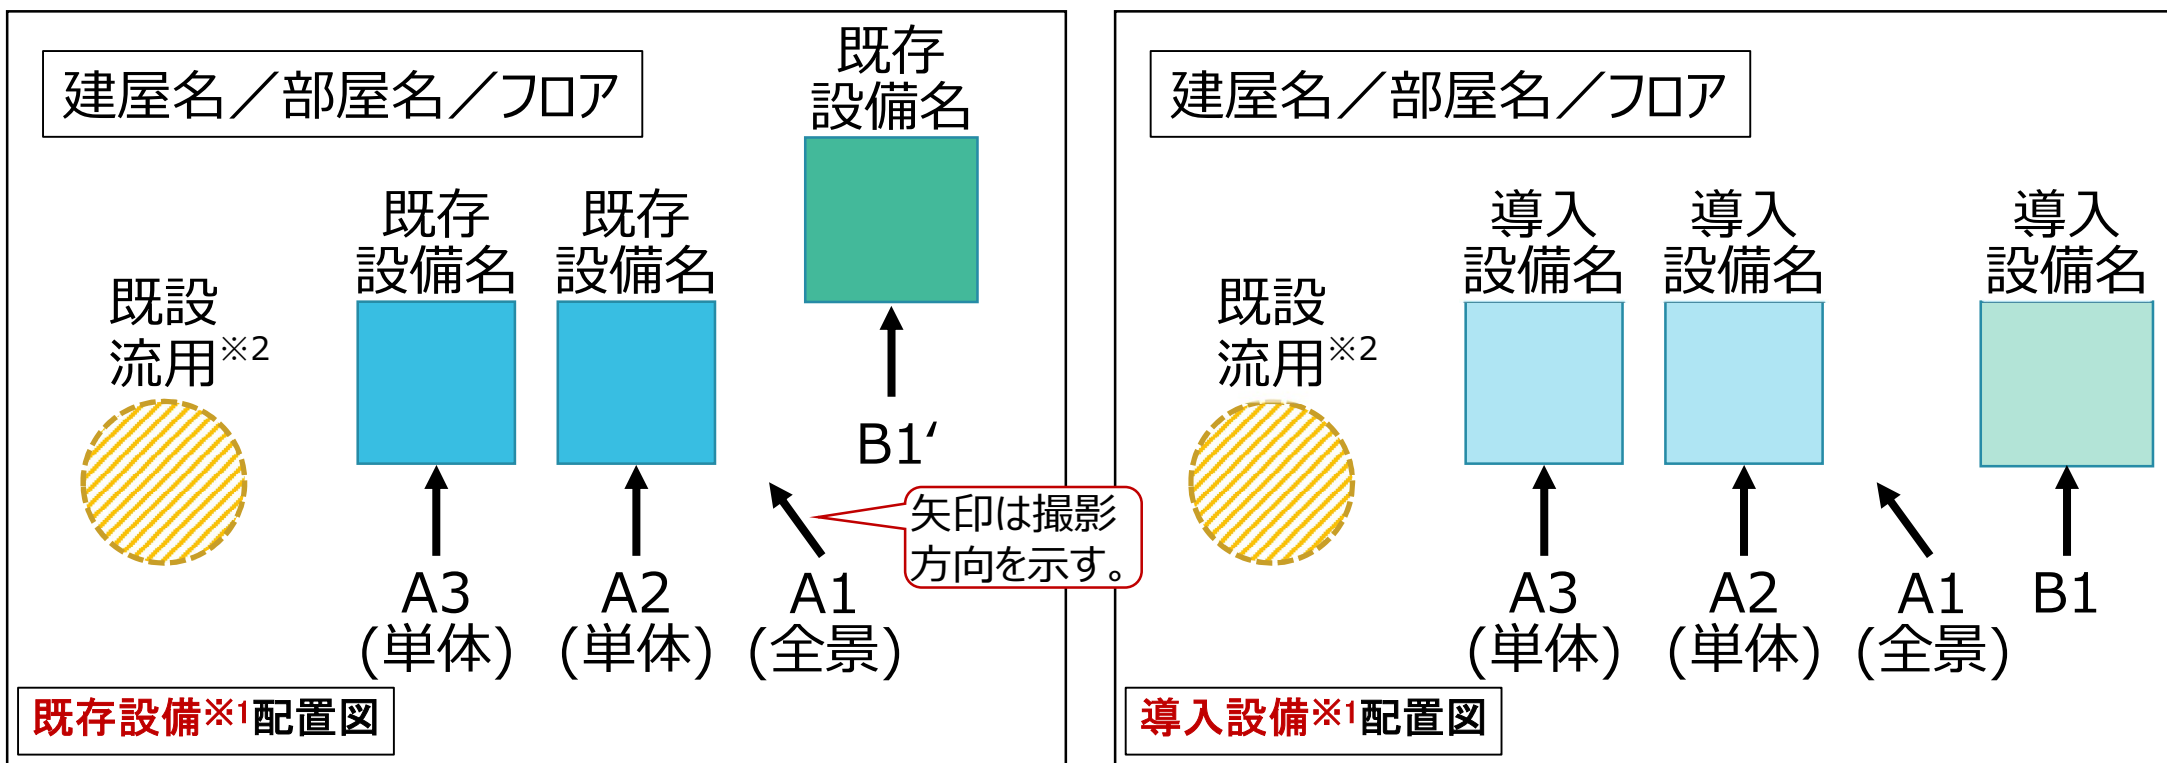 建屋名／部屋名／フロア
既存
設備名
既存
設備名
既存
設備名
既設
流用※2
B1‘
矢印は撮影
方向を示す。
A3
(単体)
A2
(単体)
A1
(全景)
既存設備※1配置図
建屋名／部屋名／フロア
導入
設備名
導入
設備名
導入
設備名
既設
流用※2
A3
(単体)
A2
(単体)
A1
(全景)
B1
導入設備※1配置図